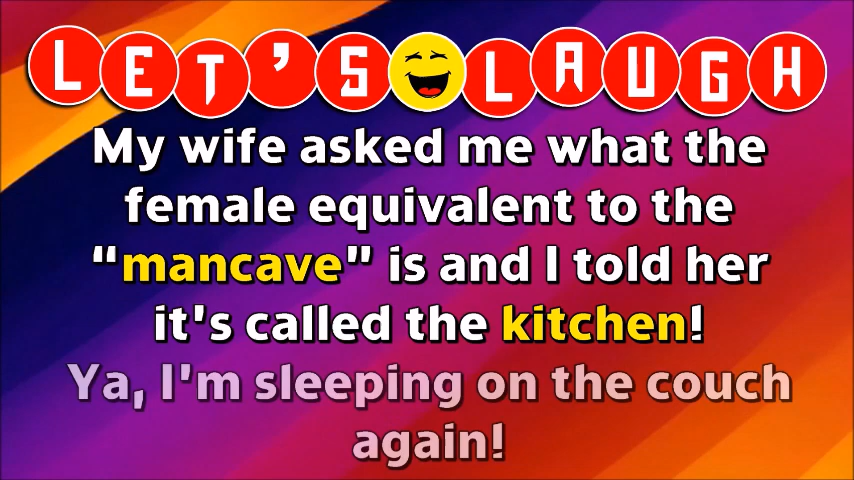 LET'S LAUGH
My wife asked me what the
female equivalent to the
"mancave" is and I told her
it's called the kitchen!
Ya, I'm sleeping on the couch
again!